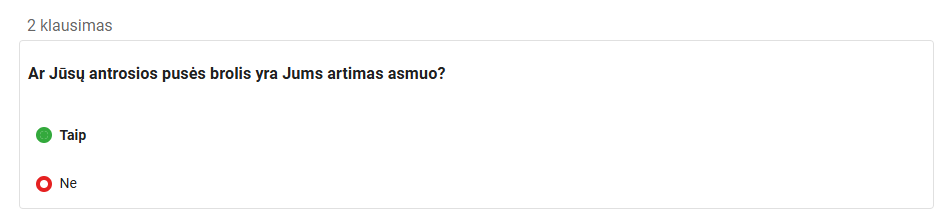 2 klausimas
Ar Jūsų antrosios pusės brolis yra Jums artimas asmuo?
Taip
Ne